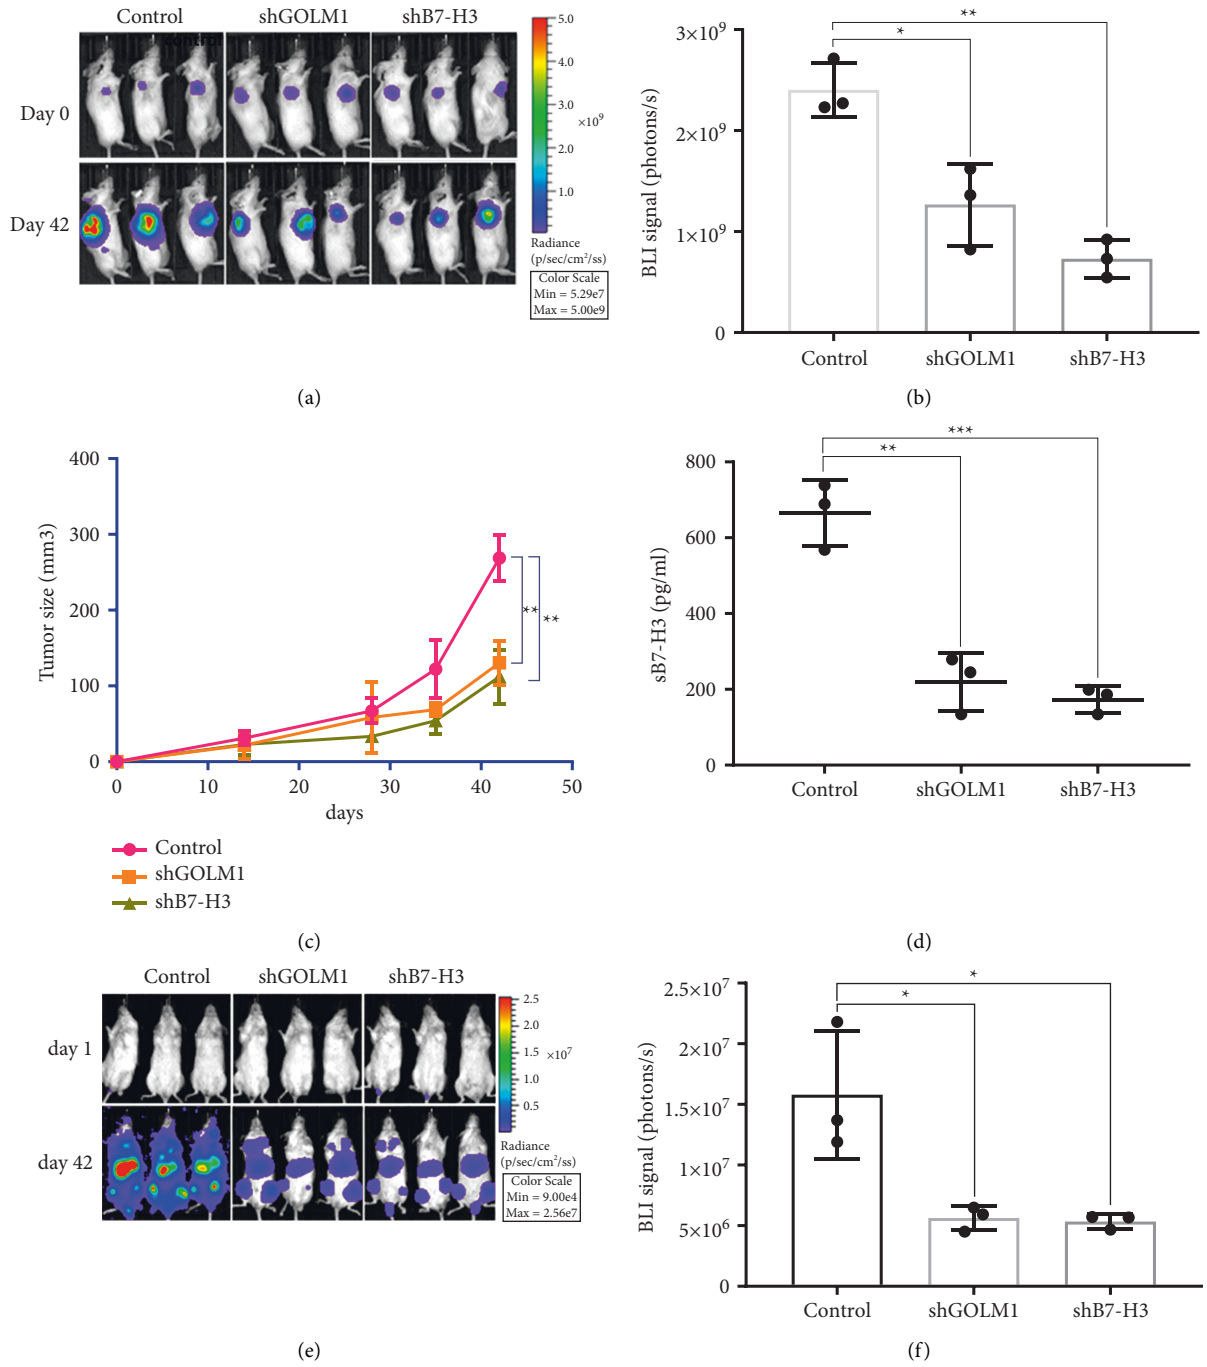 Control shGOLM1 shB7-H3
Day 0
Day 42
5.0
4.0
3.0
×10⁹
2.0
1.0
Radiance
(p/sec/cm²/ss)
Color Scale
Min = 5.29e7
Max = 5.00e9
(a)
** 
*
BLI signal (photons/s)
3×10⁹
2×10⁹
1×10⁹
0
Control shGOLM1 shB7-H3
(b)
Tumor size (mm3)
400
300
200
100
0
** **
0 10 20 30 40 50
days
Control
shGOLM1
shB7-H3
(c)
***
**
sB7-H3 (pg/ml)
800
600
400
200
0
Control shGOLM1 shB7-H3
(d)
Control shGOLM1 shB7-H3
day 1
day 42
2.5
2.0
1.5 ×10⁷
1.0
0.5
Radiance
(p/sec/cm²/ss)
Color Scale
Min = 9.00e4
Max = 2.56e7
(e)
*
*
BLI signal (photons/s)
2.5×10⁷
2×10⁷
1.5×10⁷
1×10⁷
5×10⁶
0
Control shGOLM1 shB7-H3
(f)